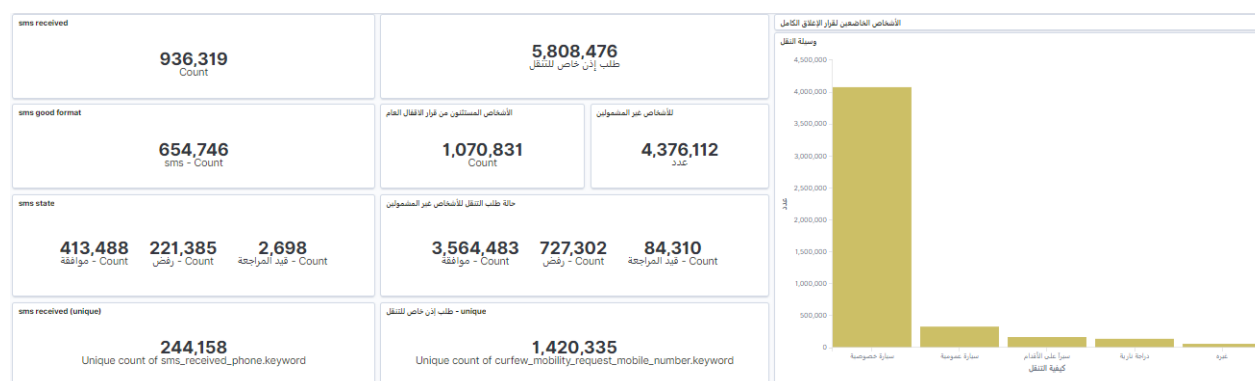 sms received
936,319
Count
5,808,476
طلب إذن خاص للتنقل
sms good format
654,746
sms - Count
الأشخاص المستثنون من قرار الاقفال العام
1,070,831
Count
للأشخاص غير المشمولين
4,376,112
عدد
sms state
413,488
موافقة - Count
221,385
رفض - Count
2,698
قيد المراجعة - Count
حالة طلب التنقل للأشخاص غير المشمولين
3,564,483
موافقة - Count
727,302
رفض - Count
84,310
قيد المراجعة - Count
sms received (unique)
244,158
Unique count of sms_received_phone.keyword
طلب إذن خاص للتنقل - unique
1,420,335
Unique count of curfew_mobility_request_mobile_number.keyword
الأشخاص الخاضعين لقرار الإغلاق الكامل
وسيلة النقل
4,500,000
4,000,000
3,500,000
3,000,000
2,500,000
2,000,000
1,500,000
1,000,000
500,000
0
عدد
سيارة خصوصية
سيارة عمومية
سيراً على الأقدام
دراجة نارية
غيره
كيفية التنقل